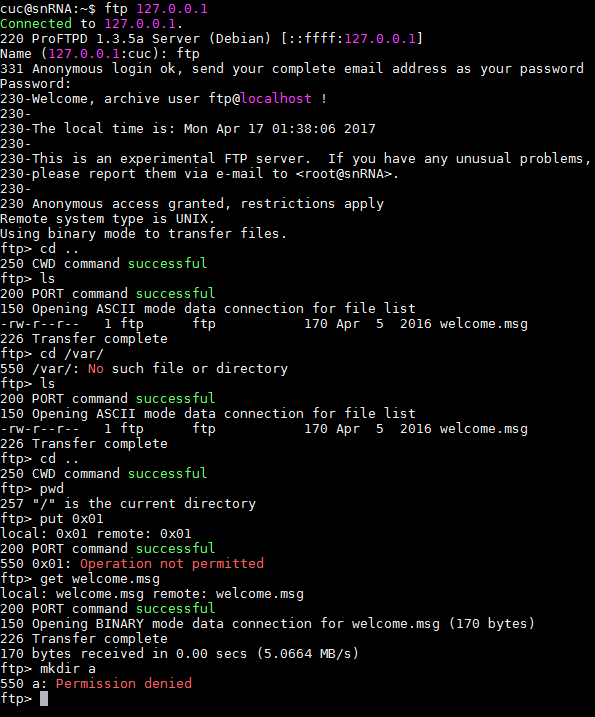 cuc@snRNA:~$ ftp 127.0.0.1
Connected to 127.0.0.1.
220 ProFTPD 1.3.5a Server (Debian) [::ffff:127.0.0.1]
Name (127.0.0.1:cuc): ftp
331 Anonymous login ok, send your complete email address as your password
Password:
230-Welcome, archive user ftp@localhost !
230-
230-The local time is: Mon Apr 17 01:38:06 2017
230-
230-This is an experimental FTP server.  If you have any unusual problems,
230-please report them via e-mail to <root@snRNA>.
230-
230 Anonymous access granted, restrictions apply
Remote system type is UNIX.
Using binary mode to transfer files.
ftp> cd ..
250 CWD command successful
ftp> ls
200 PORT command successful
150 Opening ASCII mode data connection for file list
-rw-r--r--   1 ftp      ftp           170 Apr  5  2016 welcome.msg
226 Transfer complete
ftp> cd /var/
550 /var/: No such file or directory
ftp> ls
200 PORT command successful
150 Opening ASCII mode data connection for file list
-rw-r--r--   1 ftp      ftp           170 Apr  5  2016 welcome.msg
226 Transfer complete
ftp> cd ..
250 CWD command successful
ftp> pwd
257 "/" is the current directory
ftp> put 0x01
local: 0x01 remote: 0x01
200 PORT command successful
550 0x01: Operation not permitted
ftp> get welcome.msg
local: welcome.msg remote: welcome.msg
200 PORT command successful
150 Opening BINARY mode data connection for welcome.msg (170 bytes)
226 Transfer complete
170 bytes received in 0.00 secs (5.0664 MB/s)
ftp> mkdir a
550 a: Permission denied
ftp>